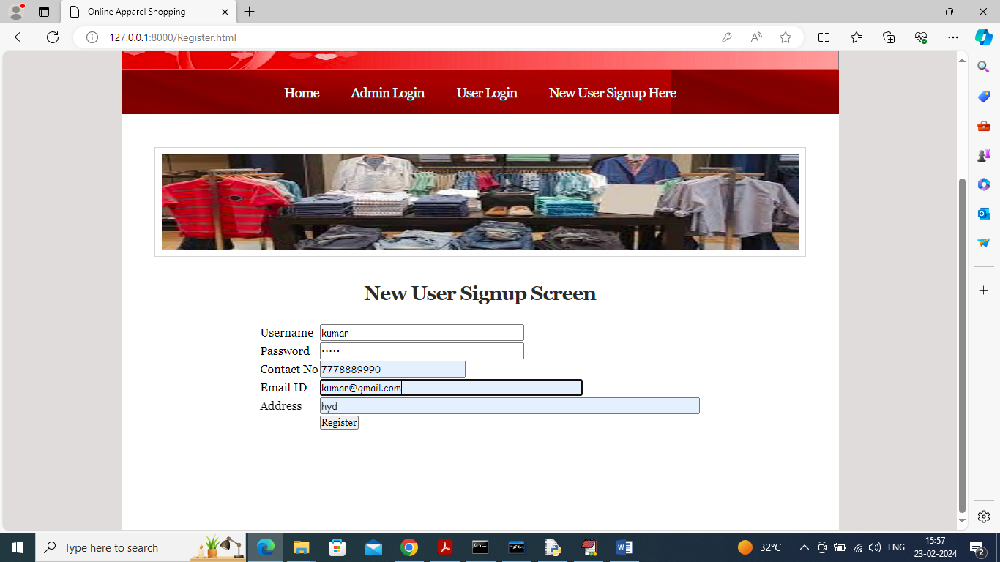 Online Apparel Shopping
127.0.0.1:8000/Register.html
Home Admin Login User Login New User Signup Here
New User Signup Screen
Username kumar
Password •••••
Contact No 7778889990
Email ID kumar@gmail.com
Address hyd
Register
Type here to search
32°C
ENG
15:57
23-02-2024
2